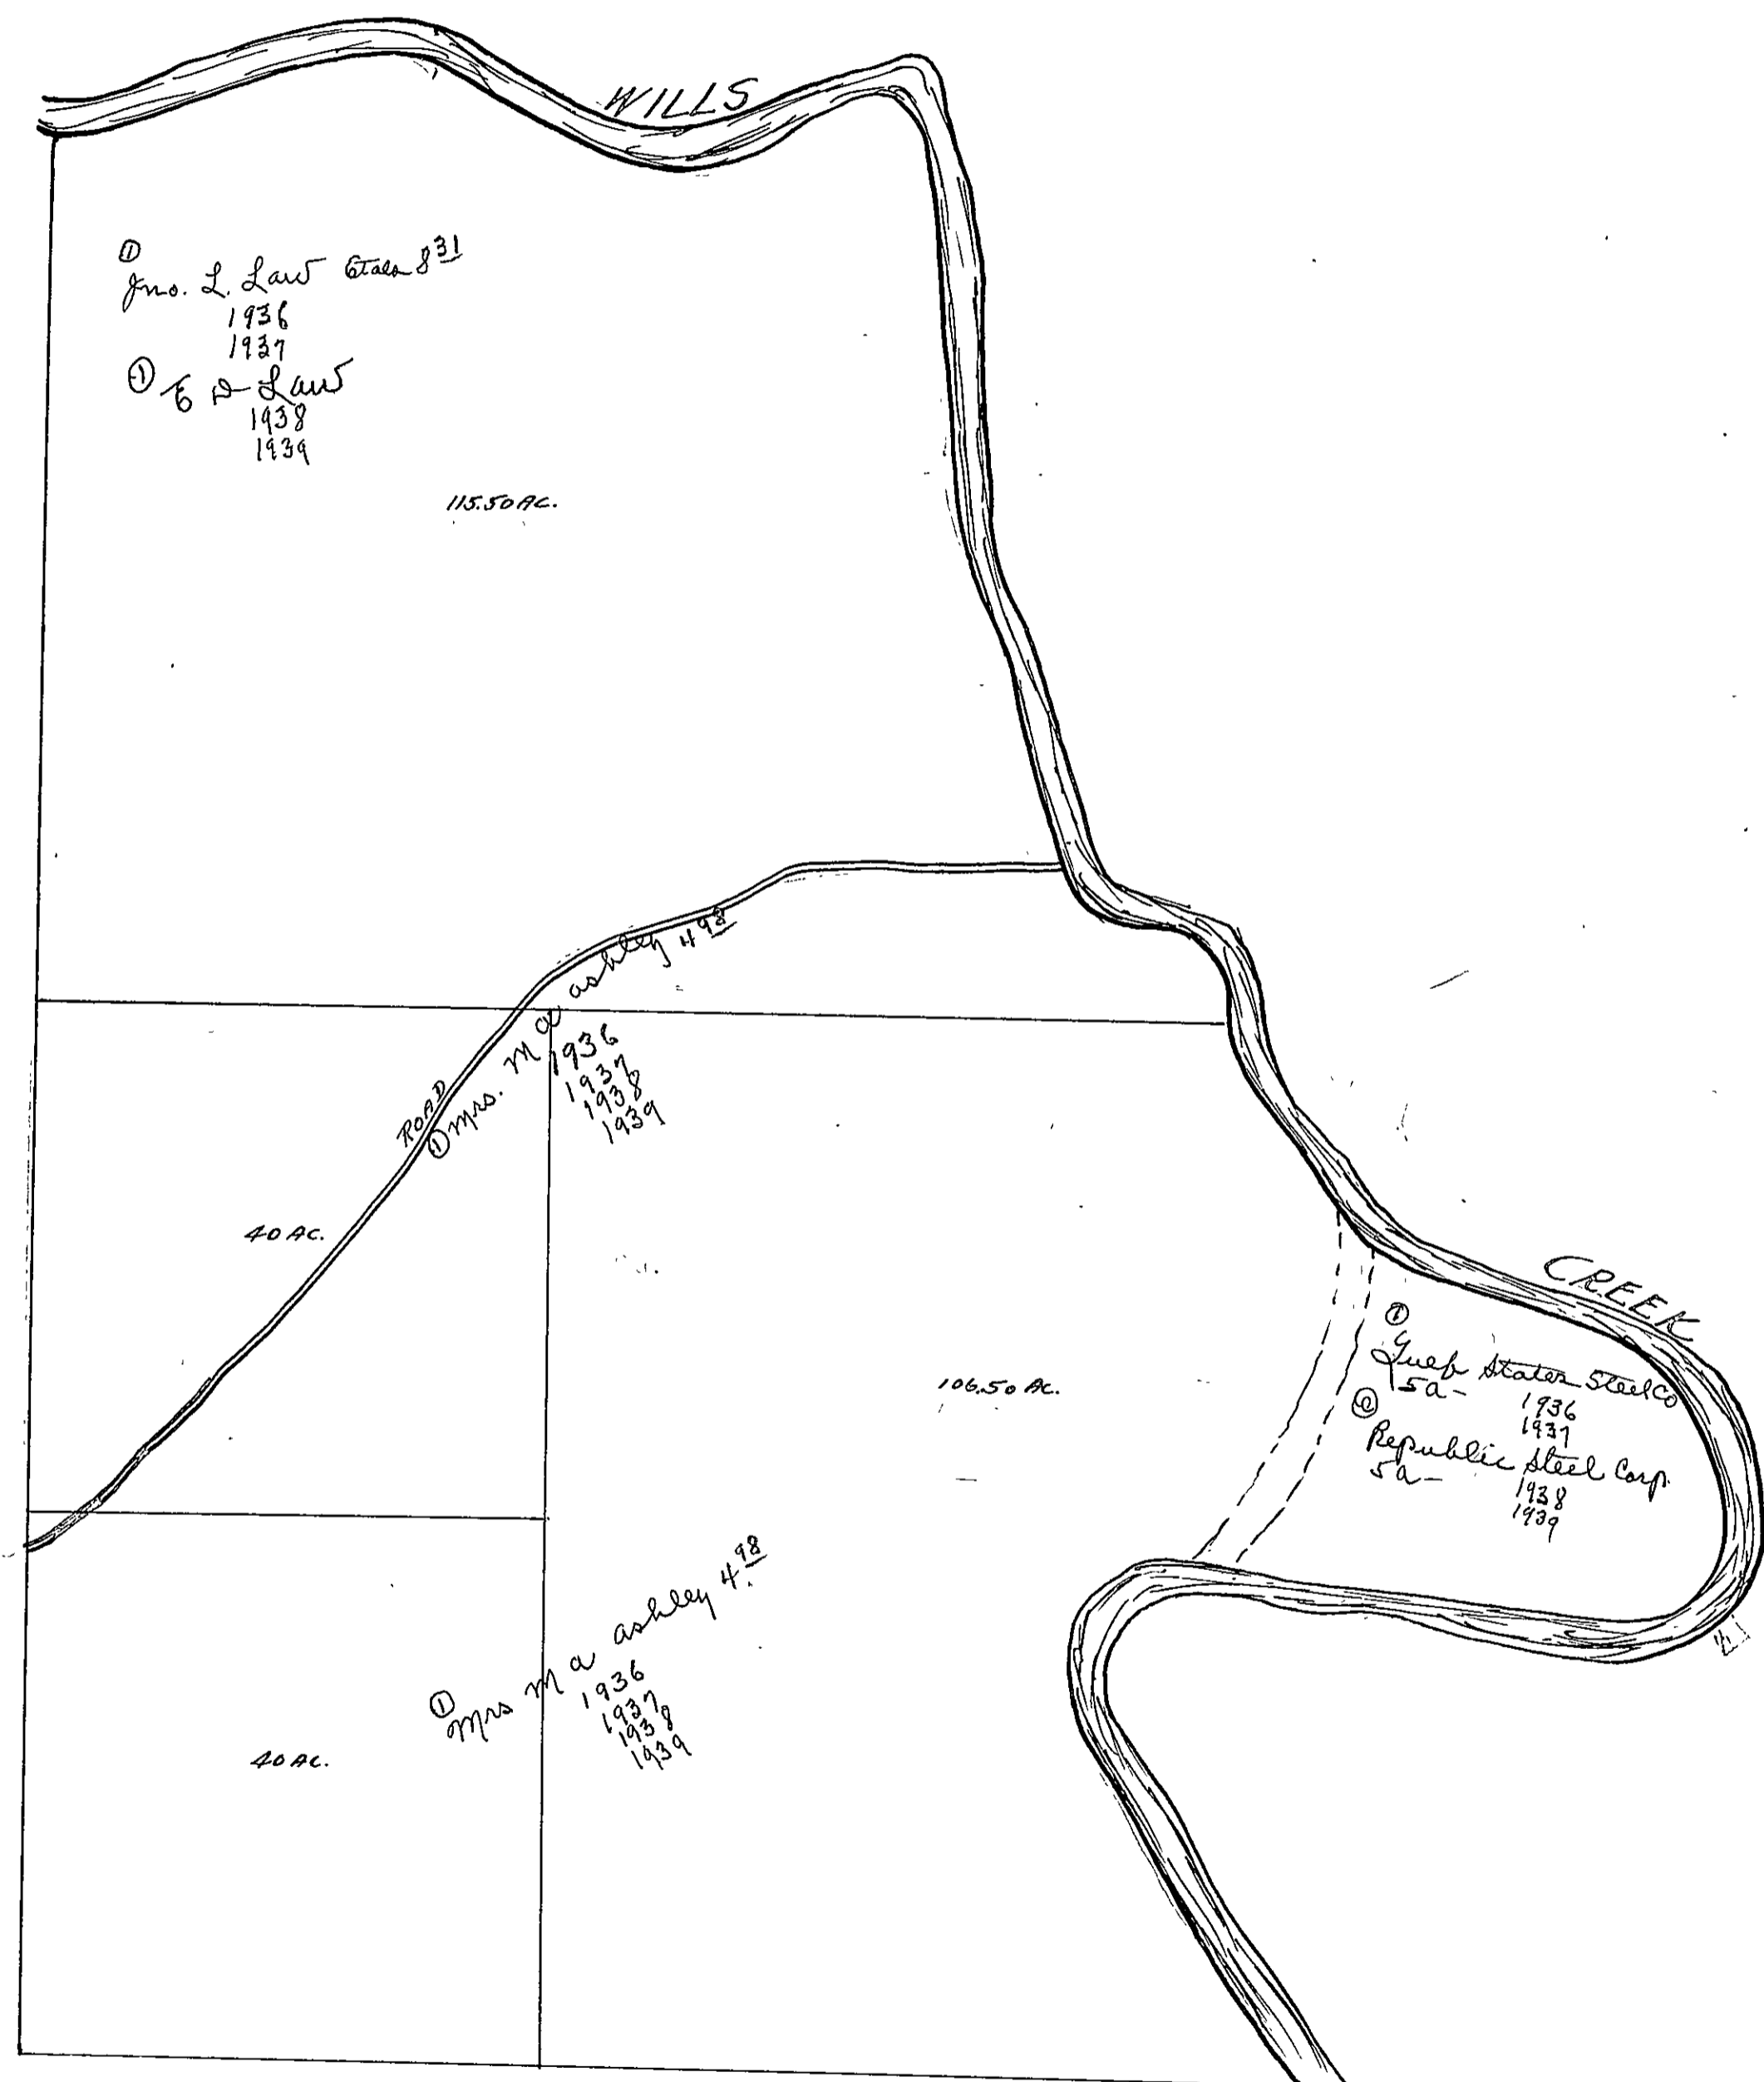 WILLS
①
Jno. L. Law Etals 8 31
1936
1937
① E D Law
1938
1939
115.50 AC.
ROAD
① Mrs. M a ashley 4 98
1936
1937
1938
1939
40 AC.
CREEK
①
Gulf States Steel Co
5a-
1936
1937
②
Republic Steel Corp.
5a-
1938
1939
106.50 AC.
①
Mrs M a ashley 4 98
1936
1937
1938
1939
40 AC.